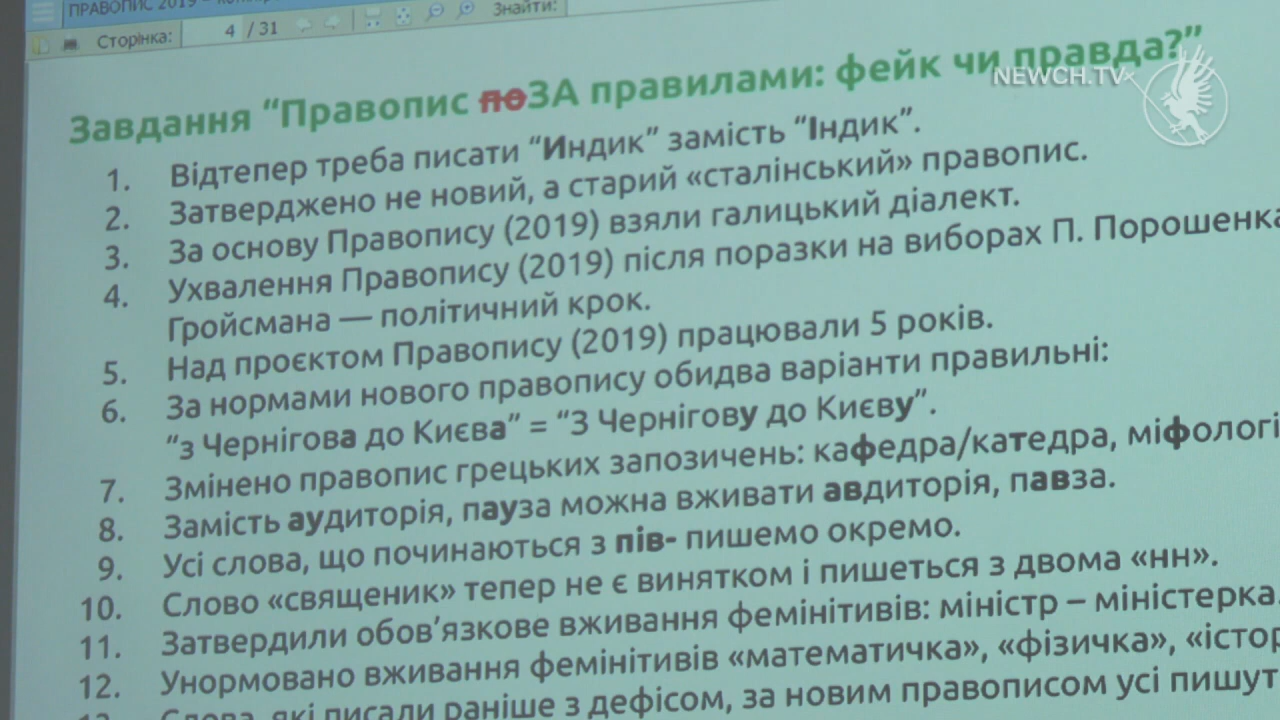 ПРАВОПИС 2019 –
Сторінка: 4 / 31 Знайти:
NEWCH.TV
Завдання “Правопис поЗА правилами: фейк чи правда?”
1. Відтепер треба писати “Индик” замість “Індик”.
2. Затверджено не новий, а старий «сталінський» правопис.
3. За основу Правопису (2019) взяли галицький діалект.
4. Ухвалення Правопису (2019) після поразки на виборах П. Порошенка
Гройсмана — політичний крок.
5. Над проєктом Правопису (2019) працювали 5 років.
6. За нормами нового правопису обидва варіанти правильні:
“з Чернігова до Києва” = “З Чернігову до Києву”.
7. Змінено правопис грецьких запозичень: кафедра/катедра, міфологі
8. Замість аудиторія, пауза можна вживати авдиторія, павза.
9. Усі слова, що починаються з пів- пишемо окремо.
10. Слово «священик» тепер не є винятком і пишеться з двома «нн».
11. Затвердили обов’язкове вживання фемінітивів: міністр – міністерка.
12. Унормовано вживання фемінітивів «математичка», «фізичка», «істор
13. Слова, які писали раніше з дефісом, за новим правописом усі пишут